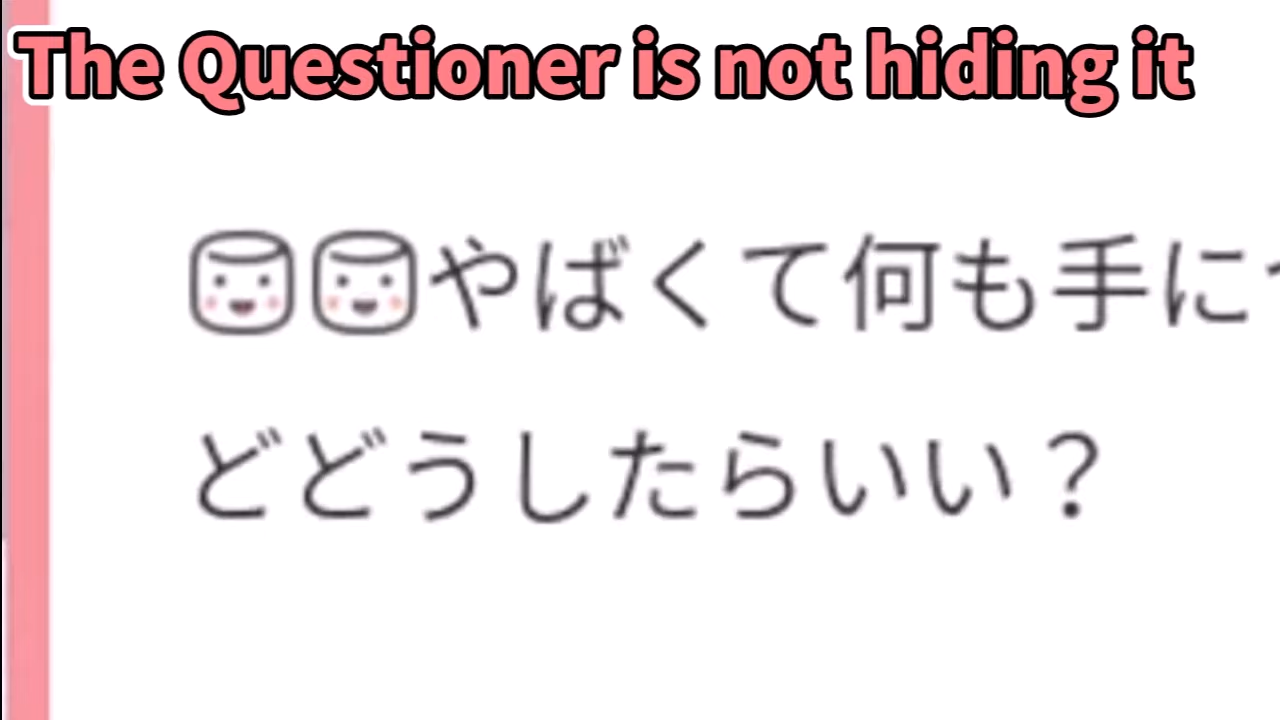 The Questioner is not hiding it
やばくて何も手に
どどうしたらいい？